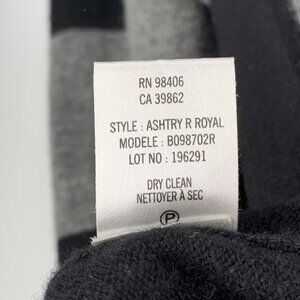 RN 98406
CA 39862
STYLE : ASHTRY R ROYAL
MODELE : B098702R
LOT NO : 196291
DRY CLEAN
NETTOYER À SEC
P